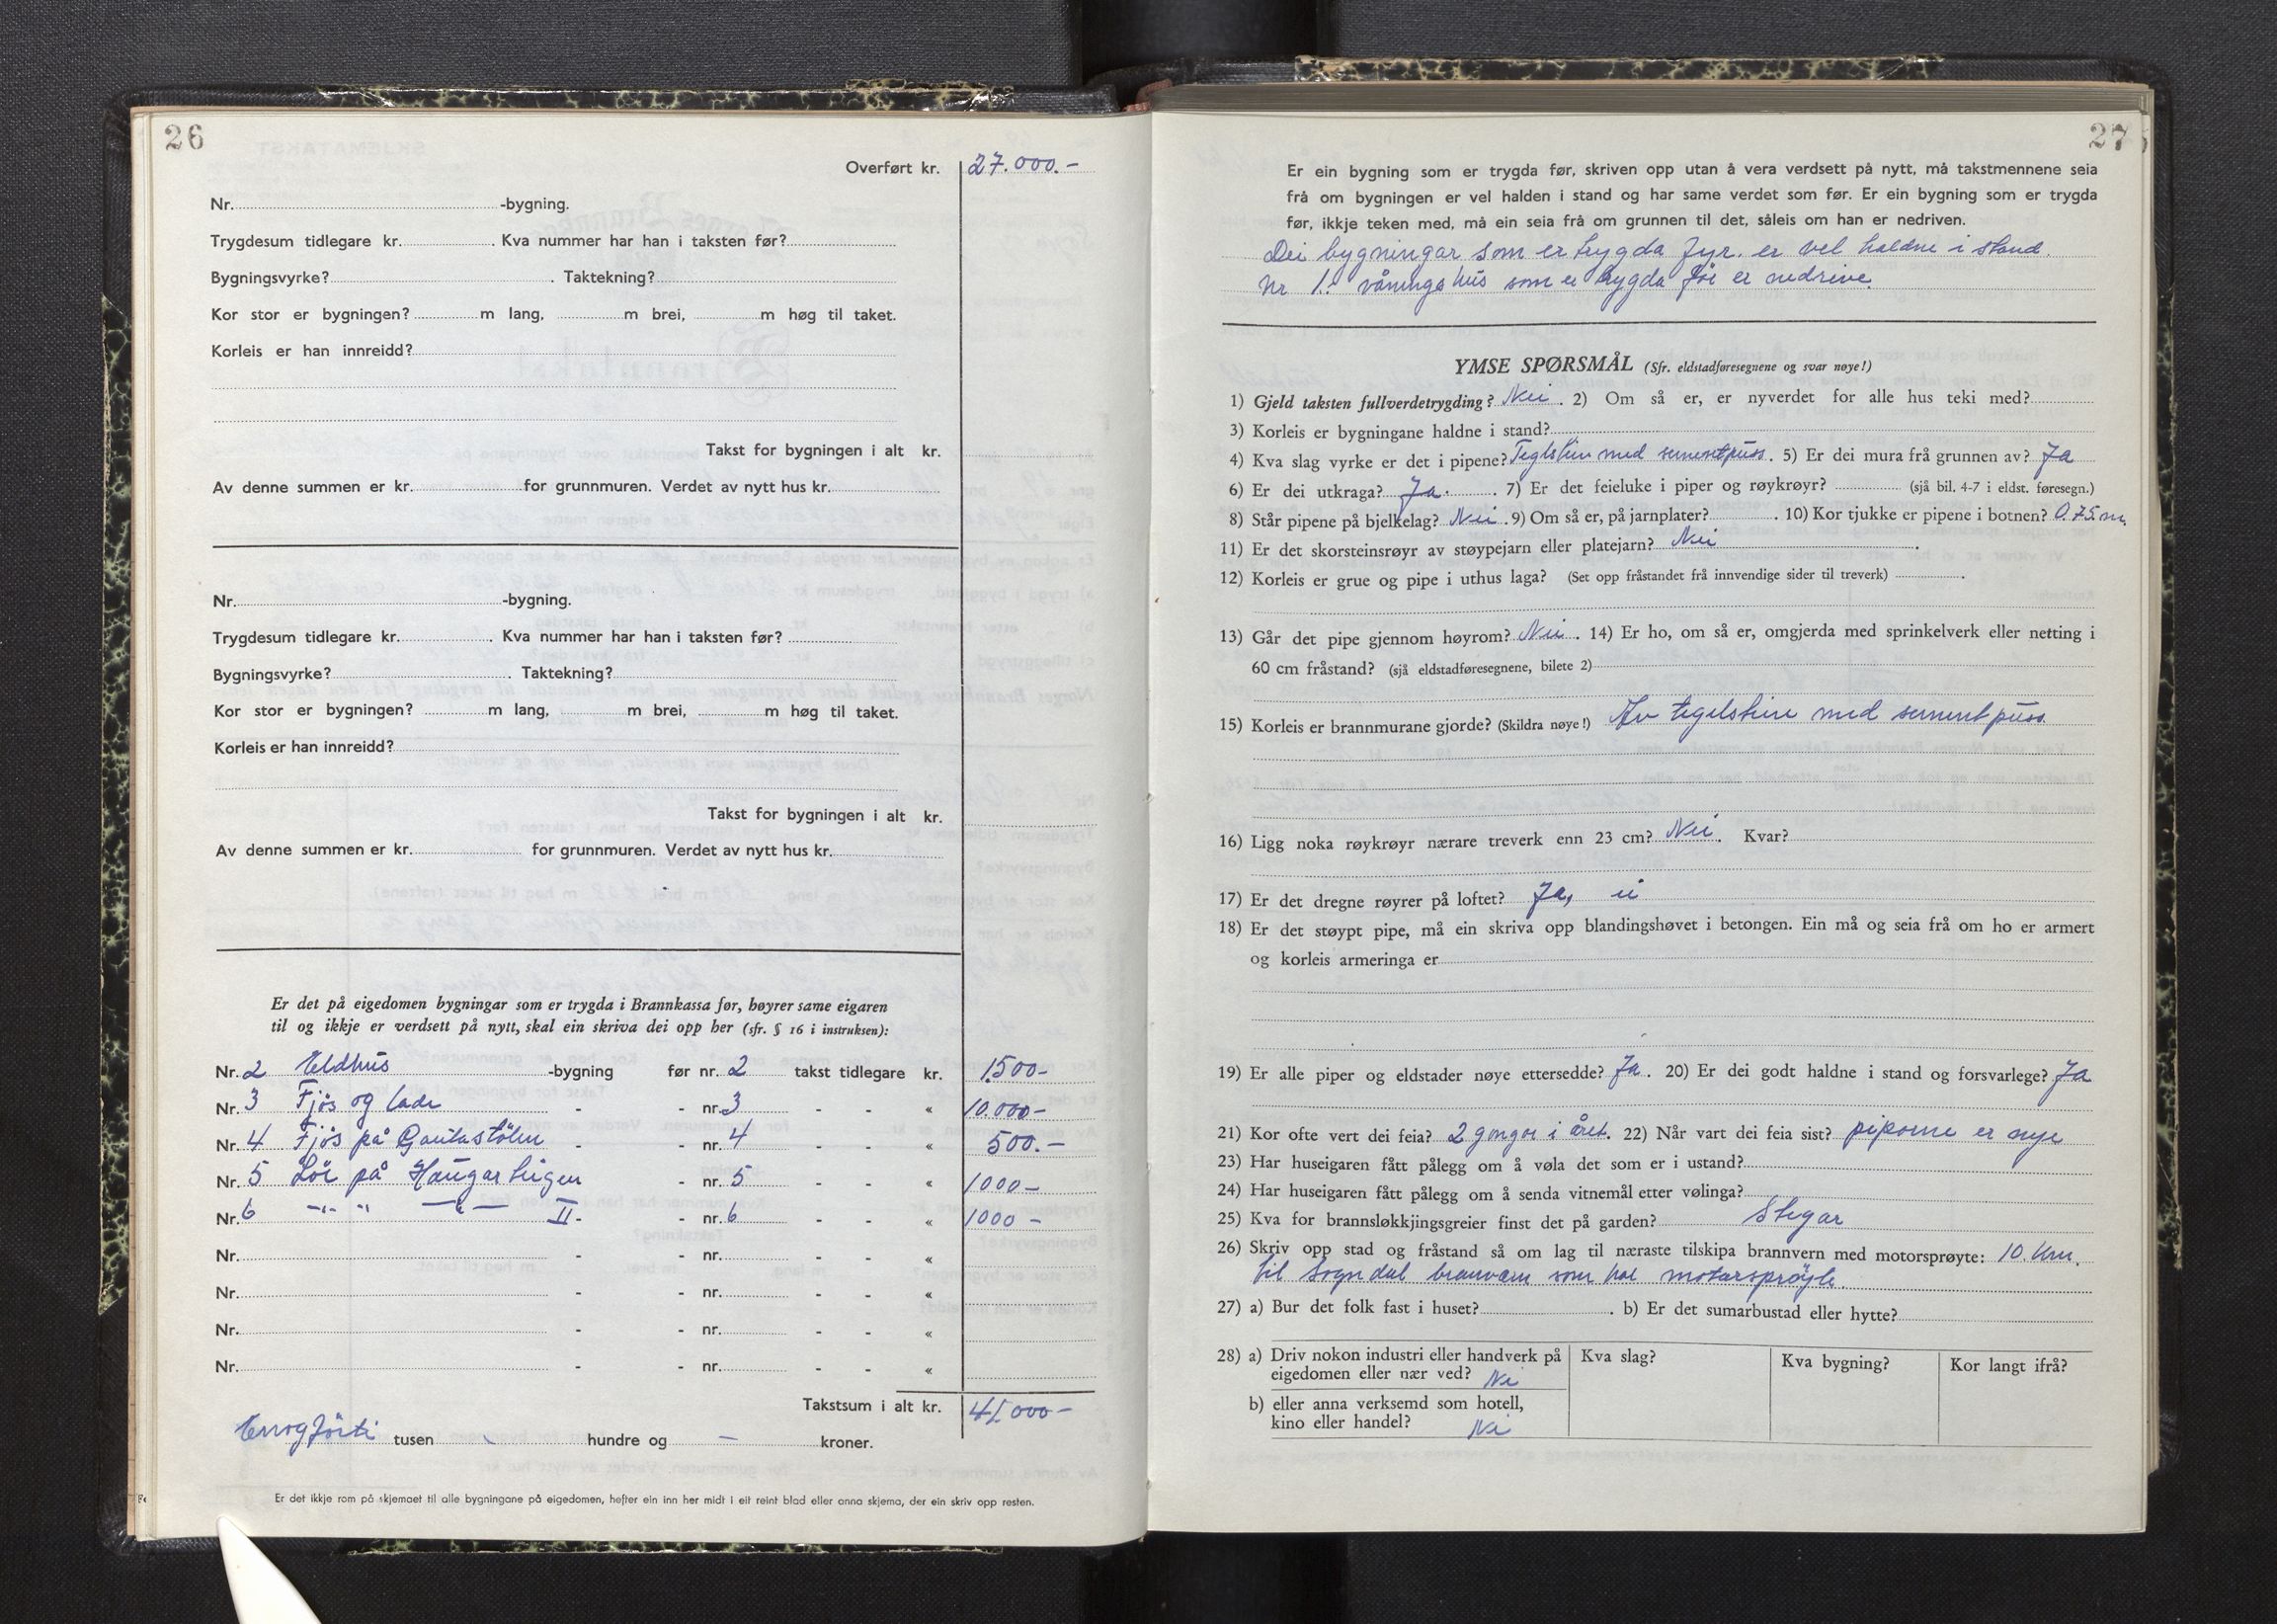 26
Overført kr. 27.000.-
Nr. -bygning.
Trygdesum tidlegare kr. . Kva nummer har han i taksten før?
Bygningsvyrke? . Taktekning?
Kor stor er bygningen? m lang, m brei, m høg til taket.
Korleis er han innreidd?
Takst for bygningen i alt kr.
Av denne summen er kr. for grunnmuren. Verdet av nytt hus kr.
Nr. -bygning.
Trygdesum tidlegare kr. . Kva nummer har han i taksten før?
Bygningsvyrke? . Taktekning?
Kor stor er bygningen? m lang, m brei, m høg til taket.
Korleis er han innreidd?
Takst for bygningen i alt kr.
Av denne summen er kr. for grunnmuren. Verdet av nytt hus kr.
Er det på eigedomen bygningar som er trygda i Brannkassa før, høyrer same eigaren
til og ikkje er verdsett på nytt, skal ein skriva dei opp her (sfr. § 16 i instruksen):
Nr. 2 Eldhus -bygning før nr. 2 takst tidlegare kr. 1500-
Nr. 3 Fjøs og lade - - nr. 3 - - « 10.000-
Nr. 4 Fjøs på Gautastølen - nr. 4 - - « 500.-
Nr. 5 Löe på Haugarteigen - nr. 5 - - « 1000-
Nr. 6 -"- " -"- II- - nr. 6 - - « 1000 -
Nr. - - nr. - - «
Nr. - - nr. - - «
Nr. - - nr. - - «
Nr. - - nr. - - «
Takstsum i alt kr. 41.000-
Enogförti tusen - hundre og - kroner.
Er det ikkje rom på skjemaet til alle bygningane på eigedomen, hefter ein inn her midt i eit reint blad eller anna skjema, der ein skriv opp resten.
27
Er ein bygning som er trygda før, skriven opp utan å vera verdsett på nytt, må takstmennene seia
frå om bygningen er vel halden i stand og har same verdet som før. Er ein bygning som er trygda
før, ikkje teken med, må ein seia frå om grunnen til det, såleis om han er nedriven.
Dei bygningar som er trygda fyr. er vel haldne i stand.
Nr 1. våningshus som er trygda för er nedrive.
YMSE SPØRSMÅL (Sfr. eldstadføresegnene og svar nøye!)
1) Gjeld taksten fullverdetrygding? Nei . 2) Om så er, er nyverdet for alle hus teki med?
3) Korleis er bygningane haldne i stand?
4) Kva slag vyrke er det i pipene? Teglstein med sementpuss. 5) Er dei mura frå grunnen av? Ja
6) Er dei utkraga? Ja. . 7) Er det feieluke i piper og røykrøyr? (sjå bil. 4-7 i eldst. føresegn.)
8) Står pipene på bjelkelag? Nei . 9) Om så er, på jarnplater? . 10) Kor tjukke er pipene i botnen? 0.75 m.
11) Er det skorsteinsrøyr av støypejarn eller platejarn? Nei .
12) Korleis er grue og pipe i uthus laga? (Set opp fråstandet frå innvendige sider til treverk) .
13) Går det pipe gjennom høyrom? Nei . 14) Er ho, om så er, omgjerda med sprinkelverk eller netting i
60 cm fråstand? (sjå eldstadføresegnene, bilete 2)
15) Korleis er brannmurane gjorde? (Skildra nøye!) Av tegelstein med sementpuss
16) Ligg noka røykrøyr nærare treverk enn 23 cm? Nei . Kvar?
17) Er det dregne røyrer på loftet? Ja, ei
18) Er det støypt pipe, må ein skriva opp blandingshøvet i betongen. Ein må og seia frå om ho er armert
og korleis armeringa er
19) Er alle piper og eldstader nøye ettersedde? Ja . 20) Er dei godt haldne i stand og forsvarlege? Ja
21) Kor ofte vert dei feia? 2 gongor i året. 22) Når vart dei feia sist? piporne er nye
23) Har huseigaren fått pålegg om å vøla det som er i ustand?
24) Har huseigaren fått pålegg om å senda vitnemål etter vølinga?
25) Kva for brannsløkkjingsgreier finst det på garden? Stegar
26) Skriv opp stad og fråstand så om lag til næraste tilskipa brannvern med motorsprøyte: 10. km.
til Sogndal brannvern som har motorspröyte.
27) a) Bur det folk fast i huset? . b) Er det sumarbustad eller hytte?
28) a) Driv nokon industri eller handverk på eigedomen eller nær ved? Nei Kva slag? Kva bygning? Kor langt ifrå?
b) eller anna verksemd som hotell,
kino eller handel? Nei